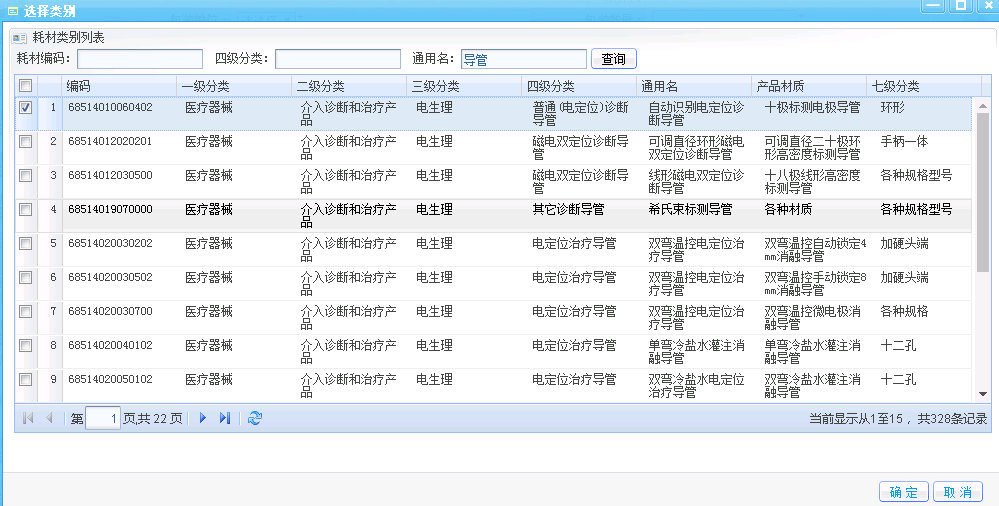 选择类别
耗材类别列表
耗材编码： 四级分类： 通用名： 导管 查询
编码 一级分类 二级分类 三级分类 四级分类 通用名 产品材质 七级分类
1 68514010060402 医疗器械 介入诊断和治疗产品 电生理 普通(电定位)诊断导管 自动识别电定位诊断导管 十极标测电极导管 环形
2 68514012020201 医疗器械 介入诊断和治疗产品 电生理 磁电双定位诊断导管 可调直径环形磁电双定位诊断导管 可调直径二十极环形高密度标测导管 手柄一体
3 68514012030500 医疗器械 介入诊断和治疗产品 电生理 磁电双定位诊断导管 线形磁电双定位诊断导管 十八极线形高密度标测导管 各种规格型号
4 68514019070000 医疗器械 介入诊断和治疗产品 电生理 其它诊断导管 希氏束标测导管 各种材质 各种规格型号
5 68514020030202 医疗器械 介入诊断和治疗产品 电生理 电定位治疗导管 双弯温控电定位治疗导管 双弯温控自动锁定4mm消融导管 加硬头端
6 68514020030502 医疗器械 介入诊断和治疗产品 电生理 电定位治疗导管 双弯温控电定位治疗导管 双弯温控手动锁定8mm消融导管 加硬头端
7 68514020030700 医疗器械 介入诊断和治疗产品 电生理 电定位治疗导管 双弯温控电定位治疗导管 双弯温控微电极消融导管 各种规格
8 68514020040102 医疗器械 介入诊断和治疗产品 电生理 电定位治疗导管 单弯冷盐水灌注消融导管 单弯冷盐水灌注消融导管 十二孔
9 68514020050102 医疗器械 介入诊断和治疗产品 电生理 电定位治疗导管 双弯冷盐水电定位治疗导管 双弯冷盐水灌注消融导管 十二孔
第 1 页,共 22 页 当前显示从1至15，共328条记录
确定 取消